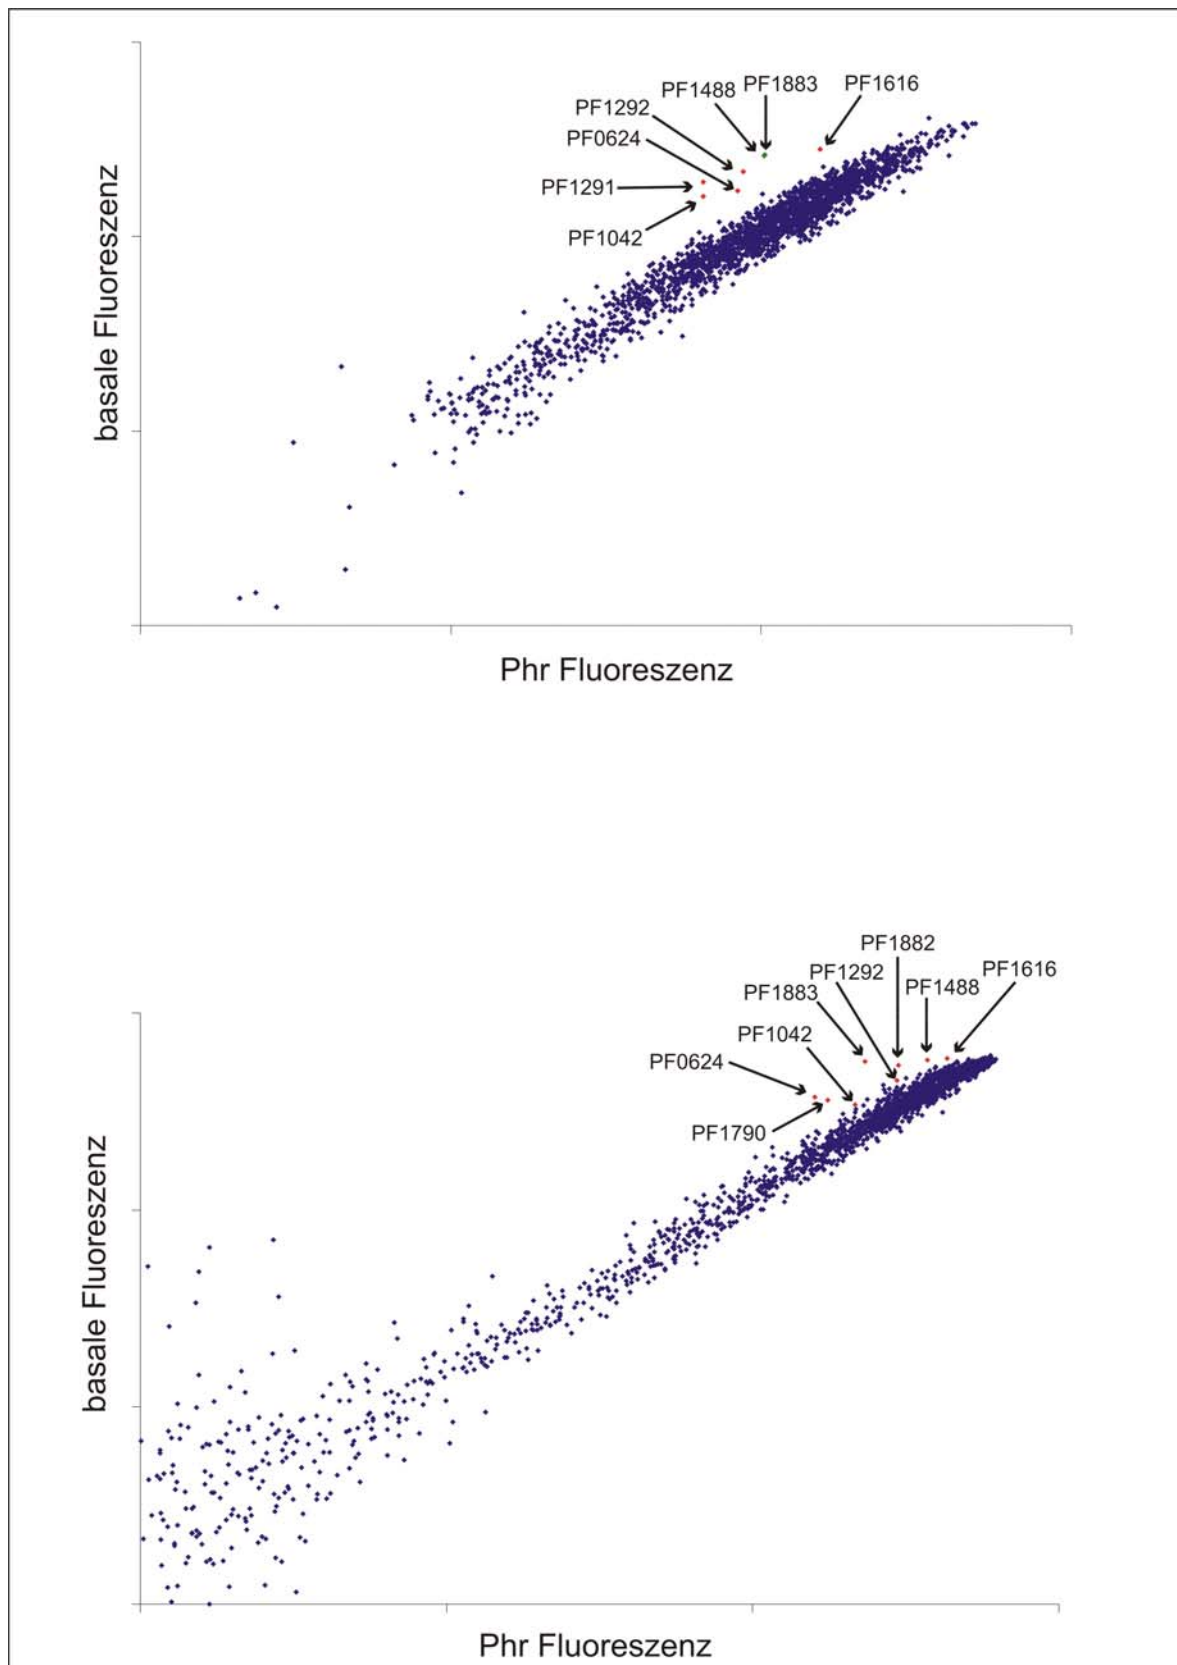 PF1488
PF1883
PF1616
PF1292
PF0624
PF1291
PF1042
basale Fluoreszenz
Phr Fluoreszenz
PF1882
PF1292
PF1616
PF1883
PF1488
PF1042
PF0624
PF1790
basale Fluoreszenz
Phr Fluoreszenz